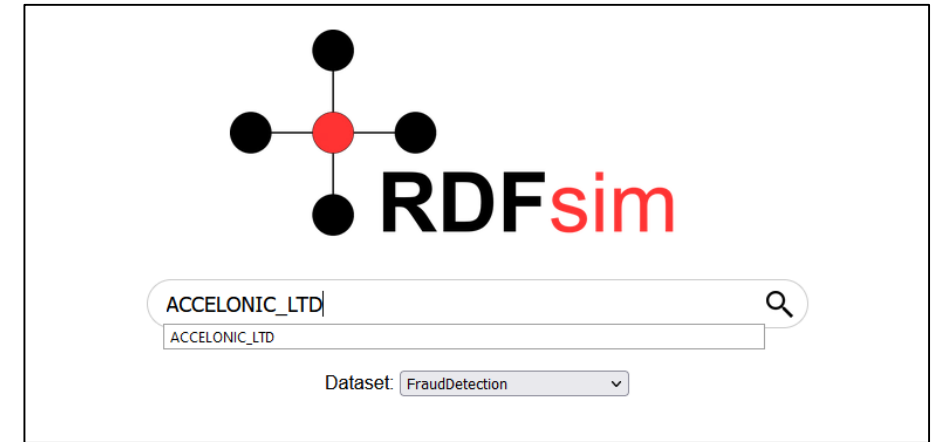 RDFsim
ACCELONIC_LTD
ACCELONIC_LTD
Dataset: FraudDetection